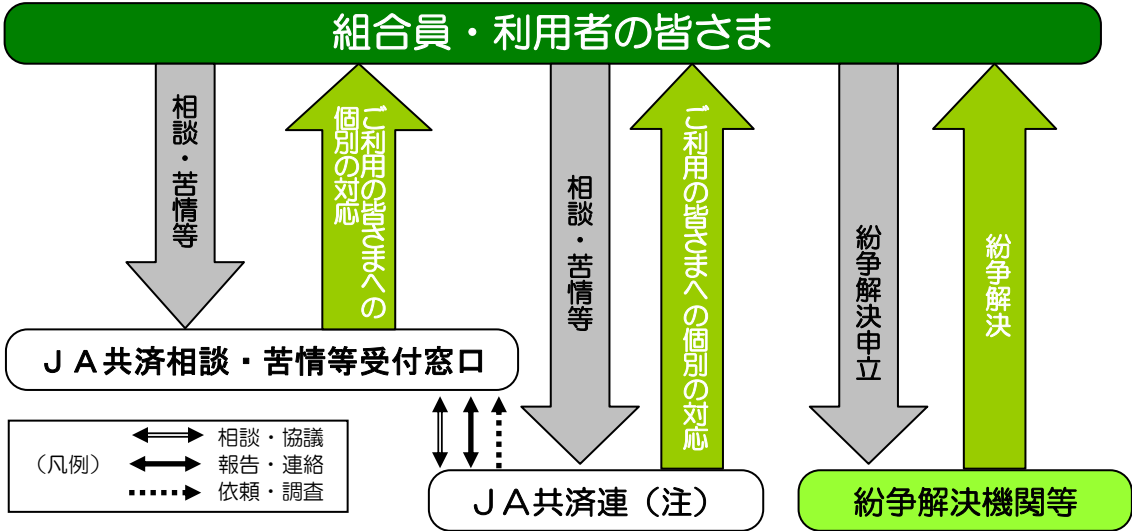 組合員・利用者の皆さま
相談・苦情等
ご利用の皆さまへの
個別の対応
相談・苦情等
ご利用の皆さまへの個別の対応
紛争解決申立
紛争解決
ＪＡ共済相談・苦情等受付窓口
（凡例）
相談・協議
報告・連絡
依頼・調査
ＪＡ共済連（注）
紛争解決機関等